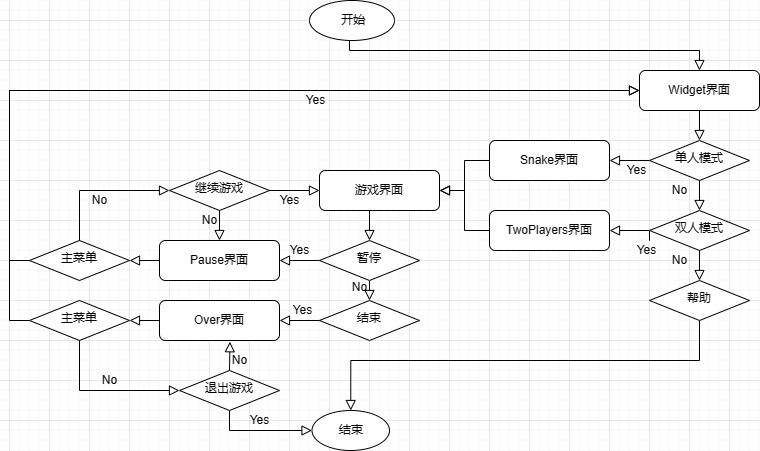 开始
Widget界面
Yes
Snake界面
单人模式
Yes
No
继续游戏
游戏界面
No
Yes
No
TwoPlayers界面
双人模式
Yes
No
主菜单
Pause界面
Yes
暂停
No
帮助
主菜单
Over界面
Yes
结束
No
No
退出游戏
Yes
结束